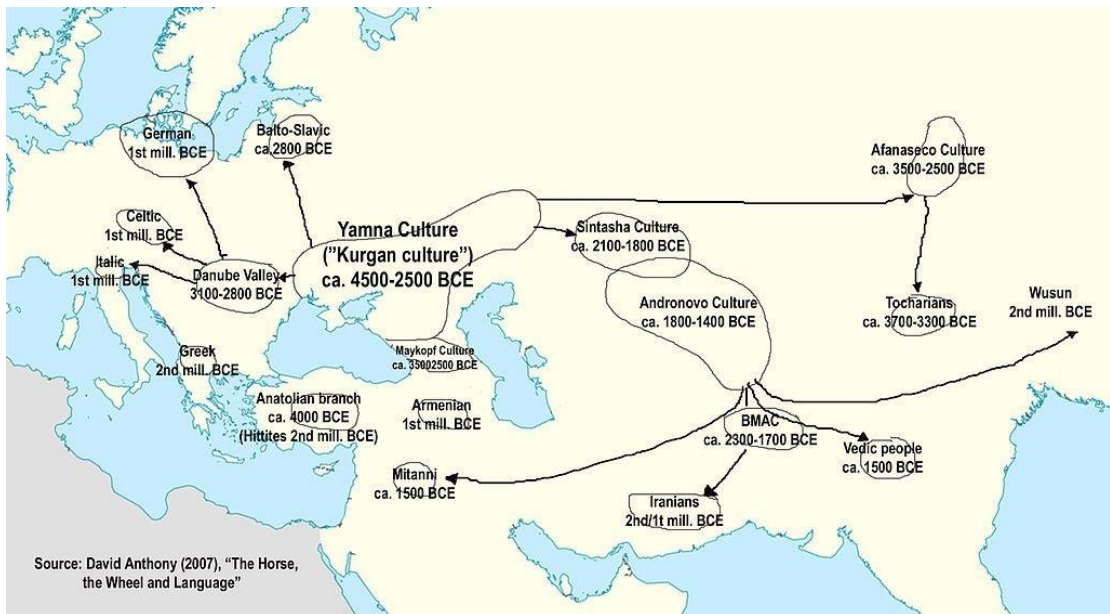 German
1st mill. BCE
Balto-Slavic
ca.2800 BCE
Afanaseco Culture
ca. 3500-2500 BCE
Celtic
1st mill. BCE
Yamna Culture
("Kurgan culture")
ca. 4500-2500 BCE
Sintasha Culture
ca. 2100-1800 BCE
Italic
1st mill. BCE
Danube Valley
3100-2800 BCE
Andronovo Culture
ca. 1800-1400 BCE
Tocharians
ca. 3700-3300 BCE
Wusun
2nd mill. BCE
Greek
2nd mill. BCE
Maykopf Culture
ca. 35002500 BCE
Anatolian branch
ca. 4000 BCE
(Hittites 2nd mill. BCE)
Armenian
1st mill. BCE
BMAC
ca. 2300-1700 BCE
Vedic people
ca. 1500 BCE
Mitanni
ca. 1500 BCE
Iranians
2nd/1t mill. BCE
Source: David Anthony (2007), “The Horse,
the Wheel and Language”